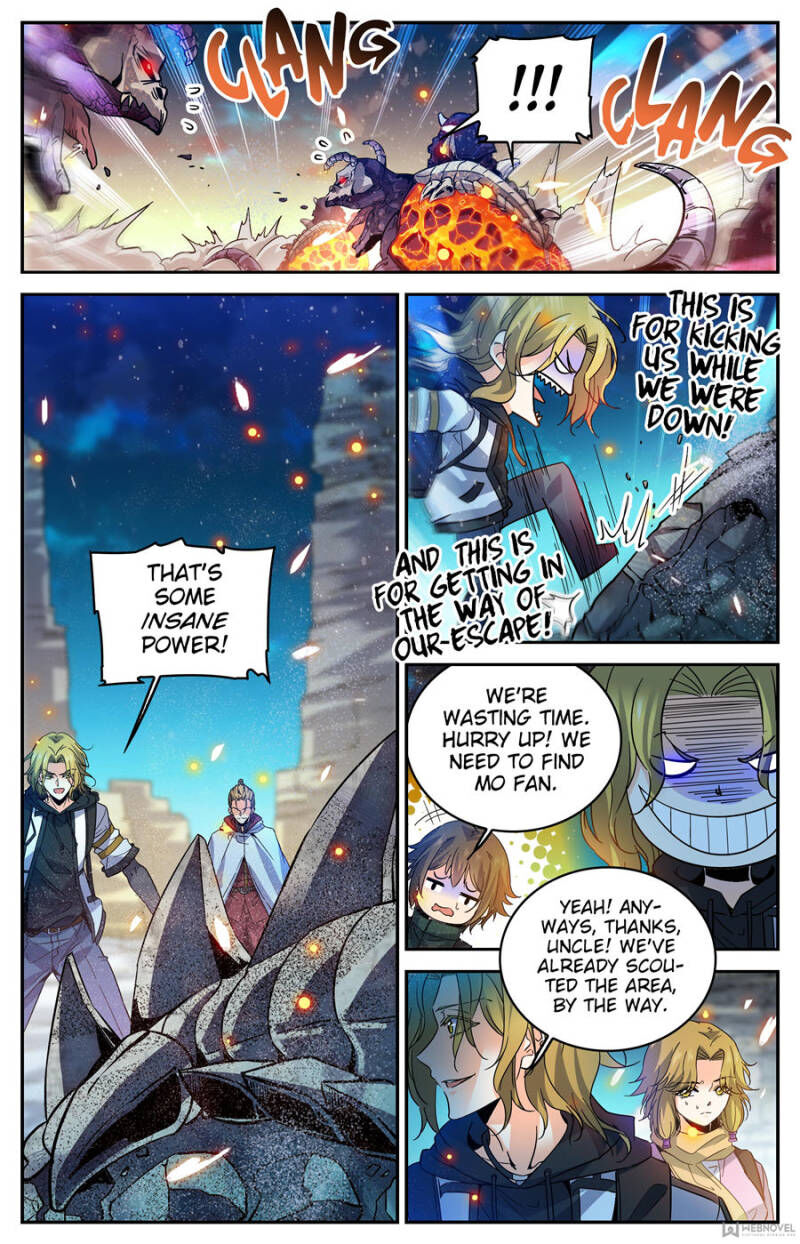 CLANG
!!!
CLANG
THAT'S
SOME
INSANE
POWER!
THIS IS
FOR KICKING
US WHILE
WE WERE
DOWN!
AND THIS IS
FOR GETTING IN
THE WAY OF
OUR-ESCAPE!
WE'RE
WASTING TIME.
HURRY UP! WE
NEED TO FIND
MO FAN.
YEAH! ANY-
WAYS, THANKS,
UNCLE! WE'VE
ALREADY SCOU-
TED THE AREA,
BY THE WAY.
WEBNOVEL